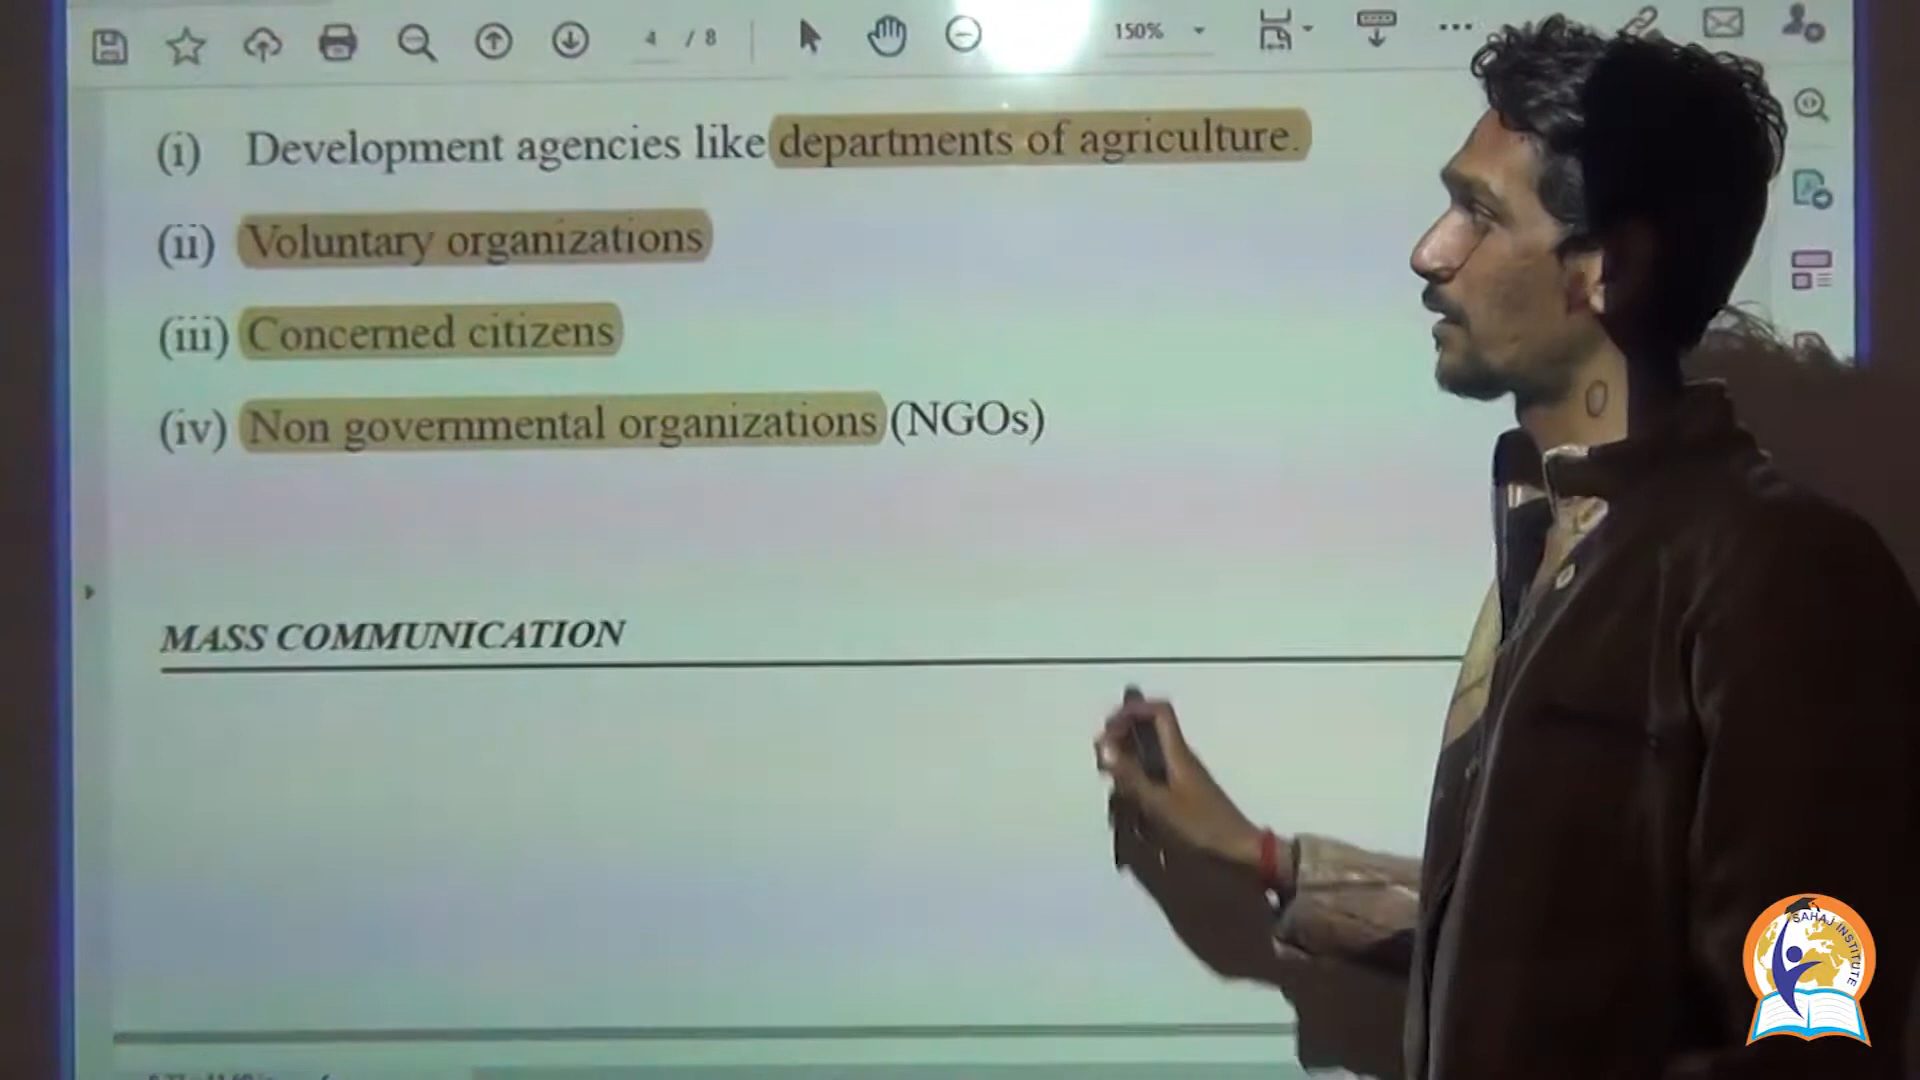 4 / 8
150%
(i) Development agencies like departments of agriculture.
(ii) Voluntary organizations
(iii) Concerned citizens
(iv) Non governmental organizations (NGOs)
MASS COMMUNICATION
SAHAJ INSTITUTE